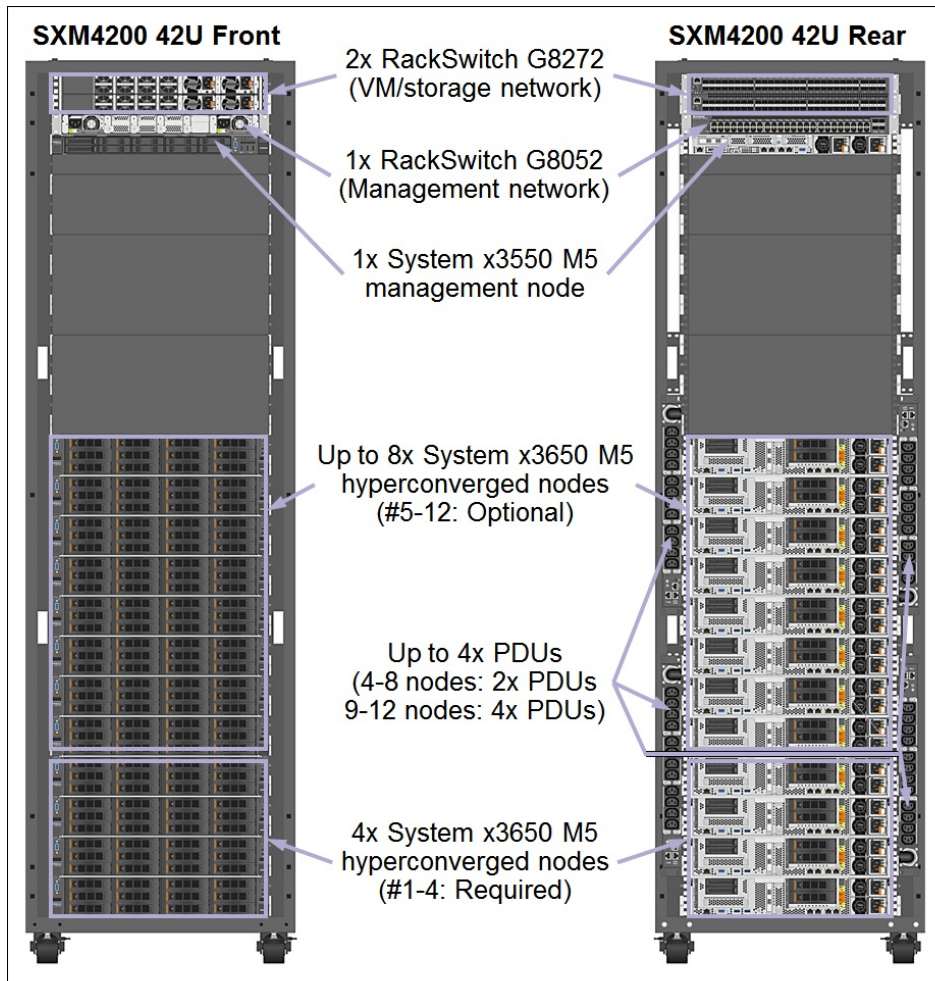 SXM4200 42U Front
SXM4200 42U Rear
2x RackSwitch G8272
(VM/storage network)
1x RackSwitch G8052
(Management network)
1x System x3550 M5
management node
Up to 8x System x3650 M5
hyperconverged nodes
(#5-12: Optional)
Up to 4x PDUs
(4-8 nodes: 2x PDUs
9-12 nodes: 4x PDUs)
4x System x3650 M5
hyperconverged nodes
(#1-4: Required)